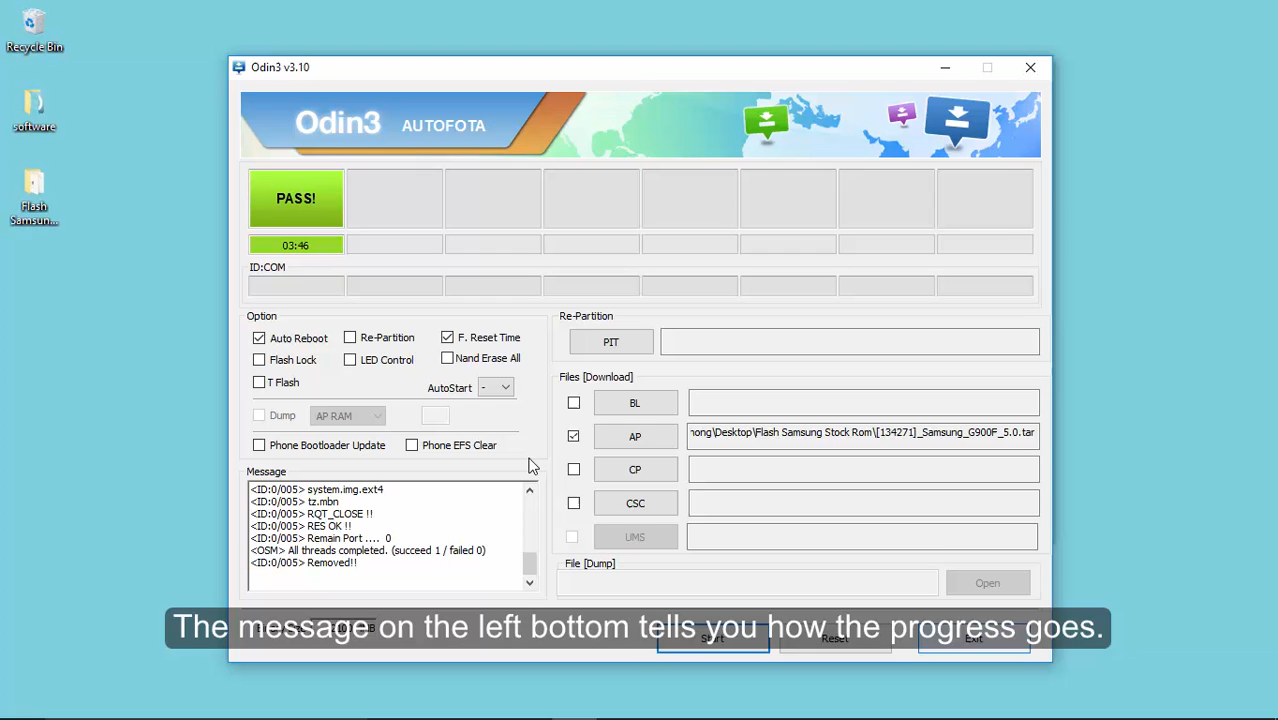 Recycle Bin
software
Flash
Samsun...
Odin3 v3.10
Odin3 AUTOFOTA
PASS!
03:46
ID:COM
Option
Auto Reboot
Re-Partition
F. Reset Time
Flash Lock
LED Control
Nand Erase All
T Flash
AutoStart -
Dump
AP RAM
Phone Bootloader Update
Phone EFS Clear
Message
<ID:0/005> system.img.ext4
<ID:0/005> tz.mbn
<ID:0/005> RQT_CLOSE !!
<ID:0/005> RES OK !!
<ID:0/005> Remain Port .... 0
<OSM> All threads completed. (succeed 1 / failed 0)
<ID:0/005> Removed!!
Re-Partition
PIT
Files [Download]
BL
AP
hong\Desktop\Flash Samsung Stock Rom\[134271]_Samsung_G900F_5.0.tar
CP
CSC
UMS
File [Dump]
Open
Start
Reset
Exit
The message on the left bottom tells you how the progress goes.